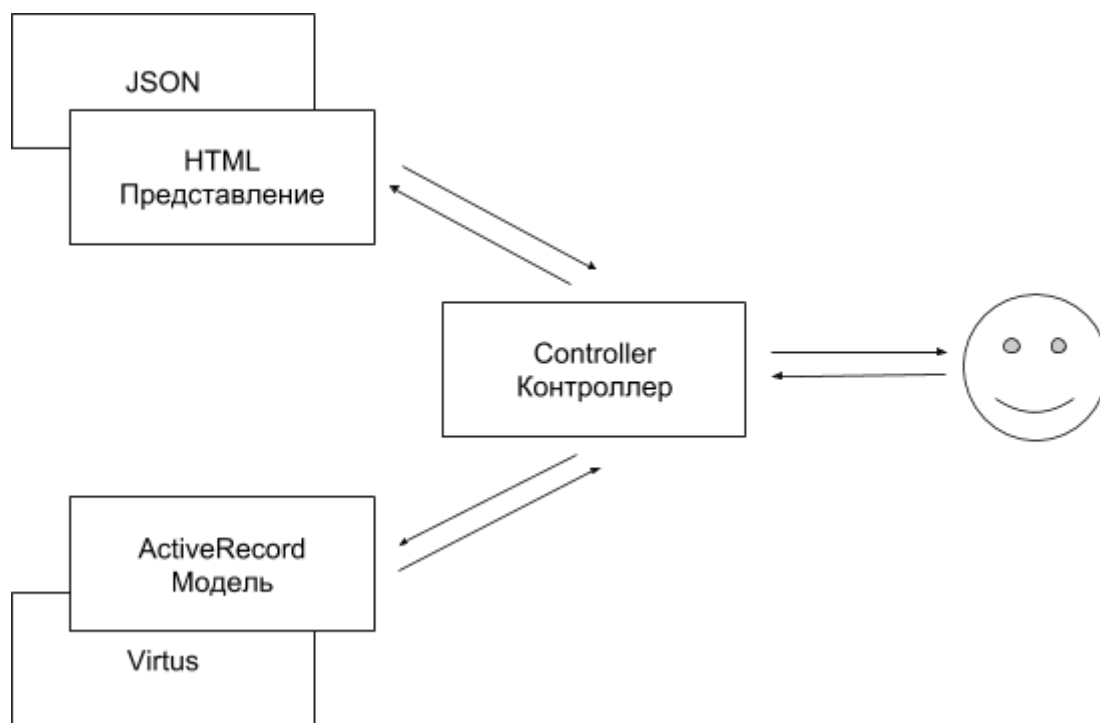 JSON
HTML
Представление
Controller
Контроллер
ActiveRecord
Модель
Virtus